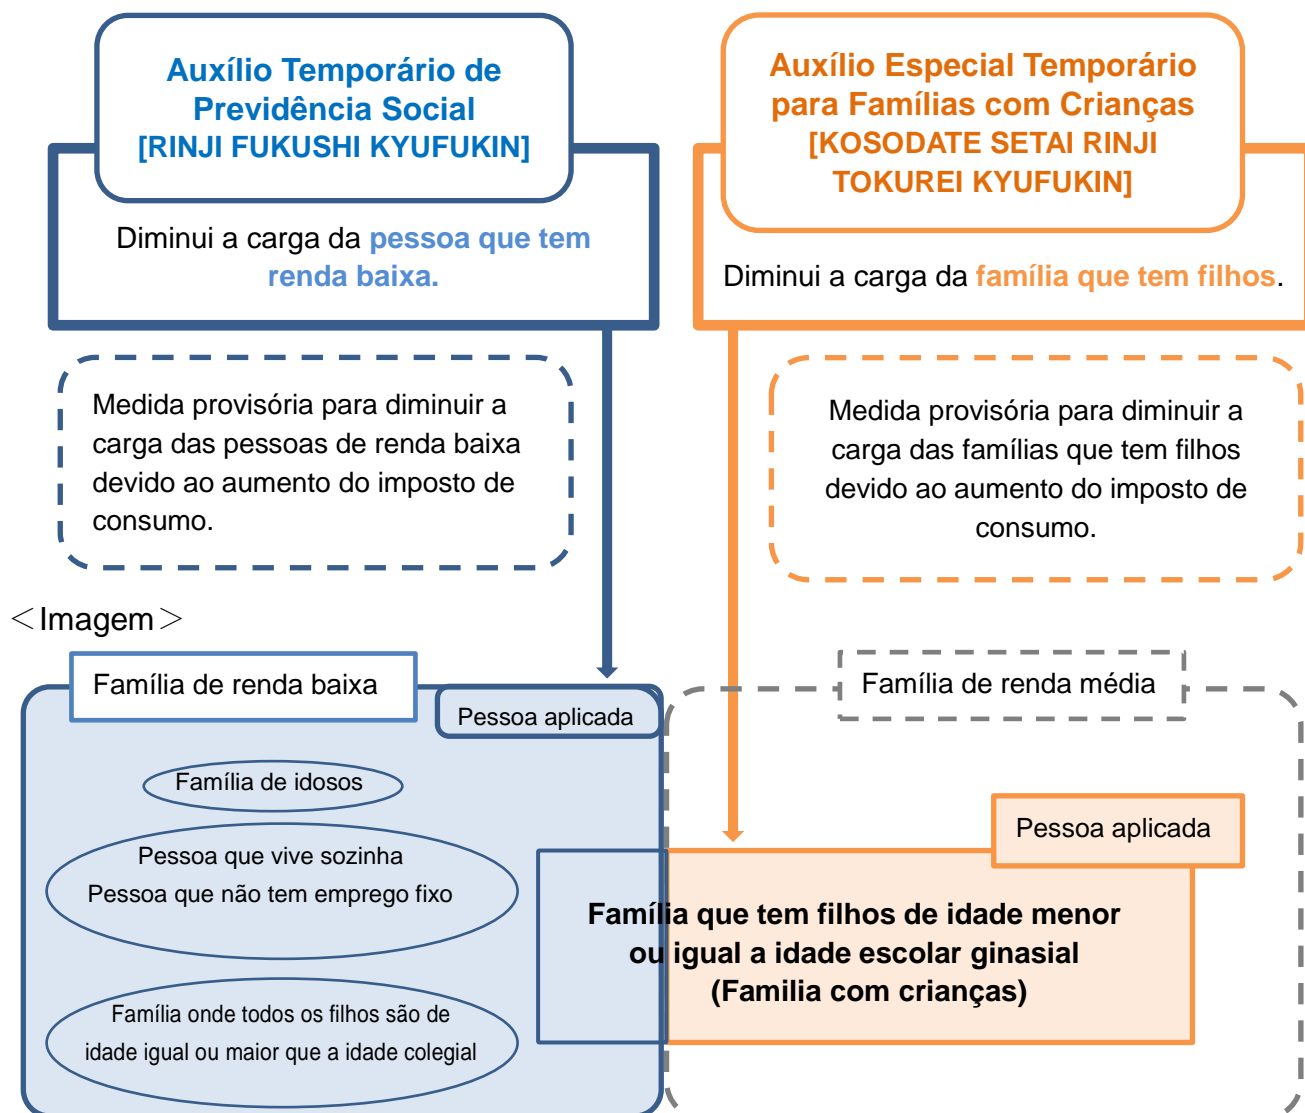 Auxílio Temporário de
Previdência Social
[RINJI FUKUSHI KYUFUKIN]
Diminui a carga da pessoa que tem
renda baixa.
Auxílio Especial Temporário
para Famílias com Crianças
[KOSODATE SETAI RINJI
TOKUREI KYUFUKIN]
Diminui a carga da família que tem filhos.
Medida provisória para diminuir a
carga das pessoas de renda baixa
devido ao aumento do imposto de
consumo.
Medida provisória para diminuir a
carga das famílias que tem filhos
devido ao aumento do imposto de
consumo.
＜Imagem＞
Família de renda baixa
Pessoa aplicada
Família de idosos
Pessoa que vive sozinha
Pessoa que não tem emprego fixo
Família onde todos os filhos são de
idade igual ou maior que a idade colegial
Família de renda média
Pessoa aplicada
Família que tem filhos de idade menor
ou igual a idade escolar ginasial
(Familia com crianças)